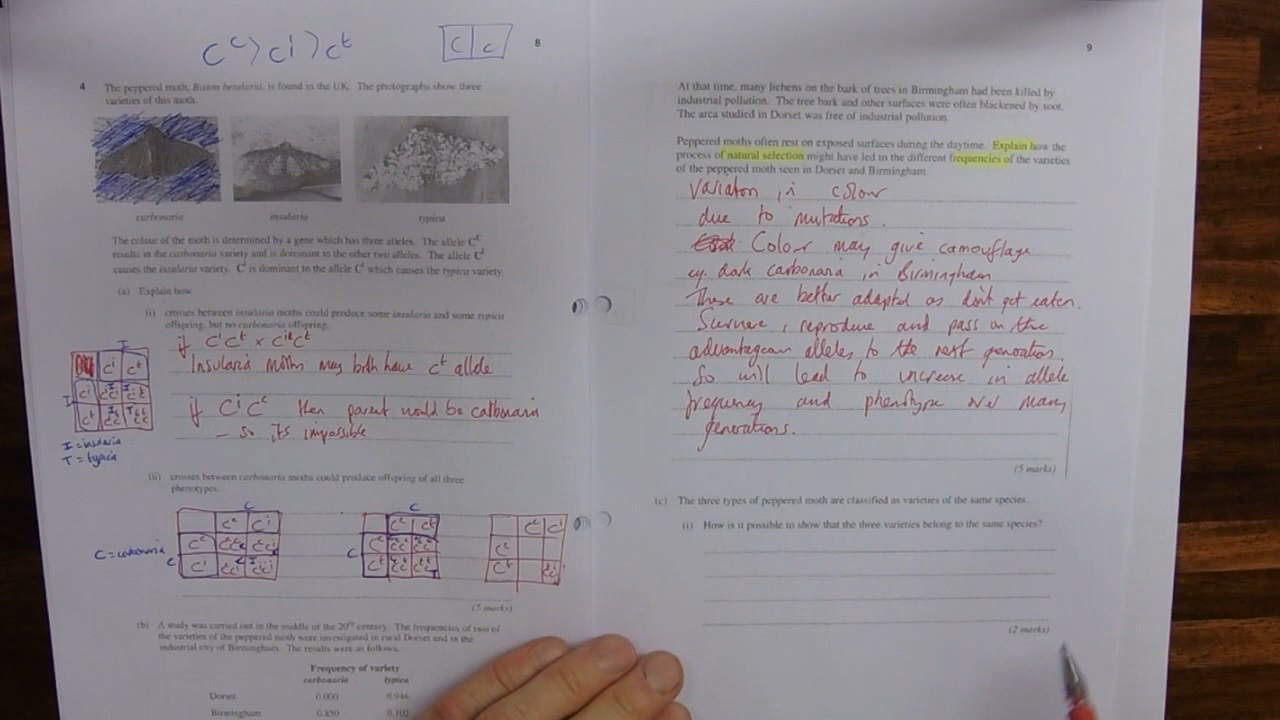 C^c > C^i > C^t
C C
8
4 The peppered moth, Biston betularia, is found in the UK. The photographs show three
varieties of this moth.
carbonaria insularia typica
The colour of the moth is determined by a gene which has three alleles. The allele C^C
results in the carbonaria variety and is dominant to the other two alleles. The allele C^I
causes the insularia variety. C^I is dominant to the allele C^t which causes the typica variety.
(a) Explain how
(i) crosses between insularia moths could produce some insularia and some typica
offspring, but no carbonaria offspring.
if C^i C^t x C^i C^t
Insularia moths may both have C^t allele
if C^i C^c then parent would be carbonaria
– so its impossible
I = insularia
T = typica
(ii) crosses between carbonaria moths could produce offspring of all three
phenotypes.
C = carbonaria
(b) A study was carried out in the middle of the 20th century. The frequencies of two of
the varieties of the peppered moth were investigated in rural Dorset and in the
industrial city of Birmingham. The results were as follows.
Frequency of variety
carbonaria typica
Dorset 0.000 0.946
Birmingham 0.850 0.102
9
At that time, many lichens on the bark of trees in Birmingham had been killed by
industrial pollution. The tree bark and other surfaces were often blackened by soot.
The area studied in Dorset was free of industrial pollution.
Peppered moths often rest on exposed surfaces during the daytime. Explain how the
process of natural selection might have led to the different frequencies of the varieties
of the peppered moth seen in Dorset and Birmingham.
Variaton in colour
due to mutations.
Colour may give camouflage
eg. dark carbonaria in Birmingham
These are better adapted as don't get eaten.
Survive, reproduce and pass on the
advantageous alleles to the next generation.
So will lead to increase in allele
frequency and phenotype over many
generations.
(5 marks)
(c) The three types of peppered moth are classified as varieties of the same species.
(i) How is it possible to show that the three varieties belong to the same species?
(2 marks)